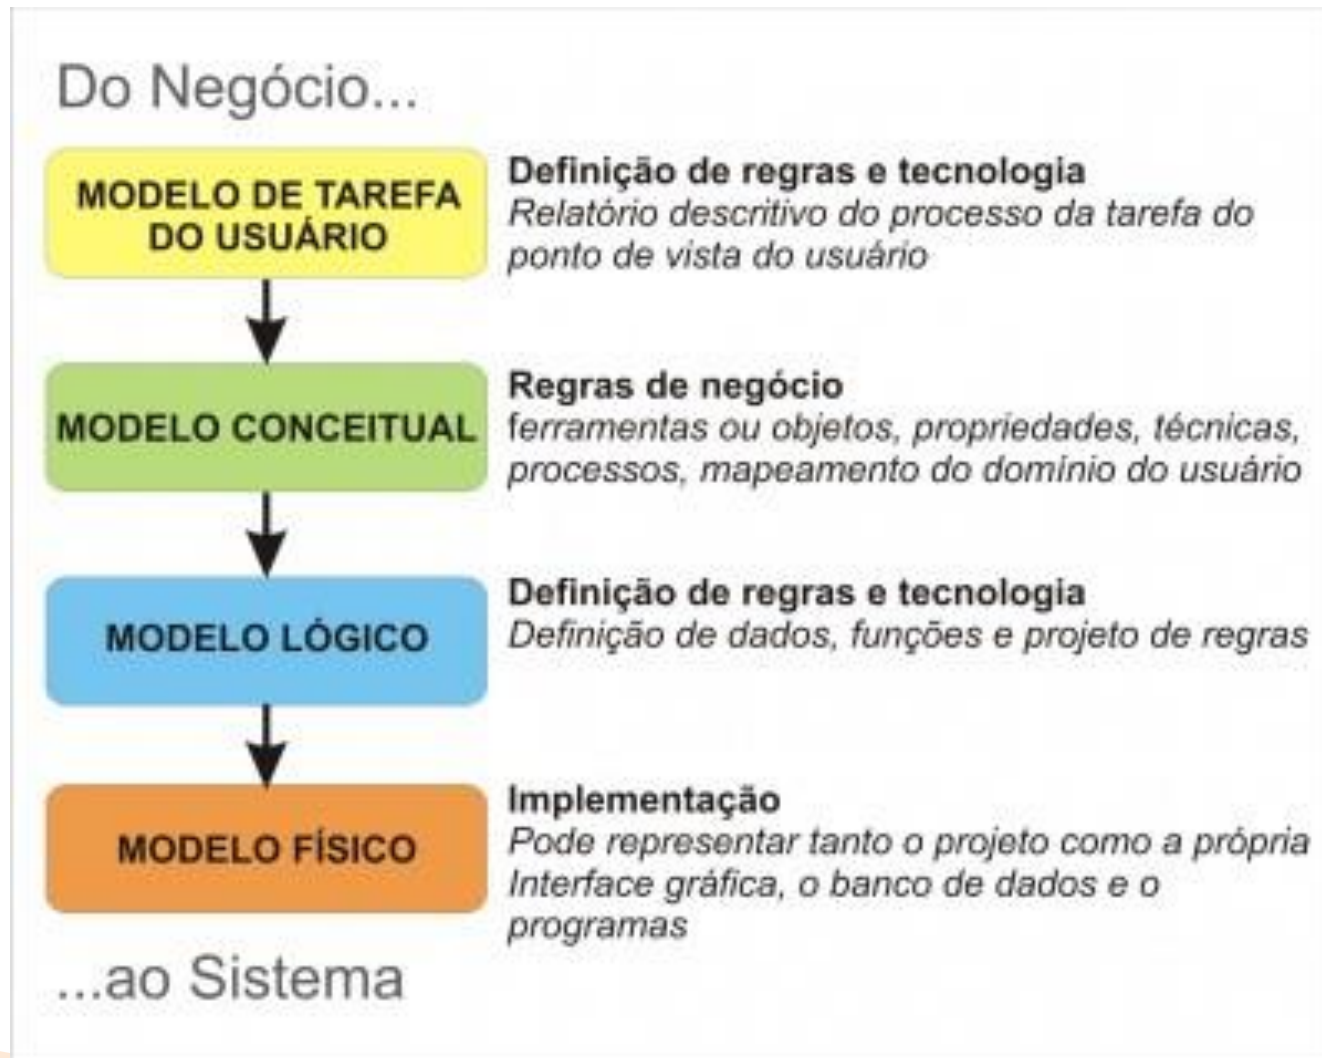 Do Negócio...
MODELO DE TAREFA
DO USUÁRIO
Definição de regras e tecnologia
Relatório descritivo do processo da tarefa do
ponto de vista do usuário
MODELO CONCEITUAL
Regras de negócio
ferramentas ou objetos, propriedades, técnicas,
processos, mapeamento do domínio do usuário
MODELO LÓGICO
Definição de regras e tecnologia
Definição de dados, funções e projeto de regras
MODELO FÍSICO
Implementação
Pode representar tanto o projeto como a própria
Interface gráfica, o banco de dados e o
programas
...ao Sistema